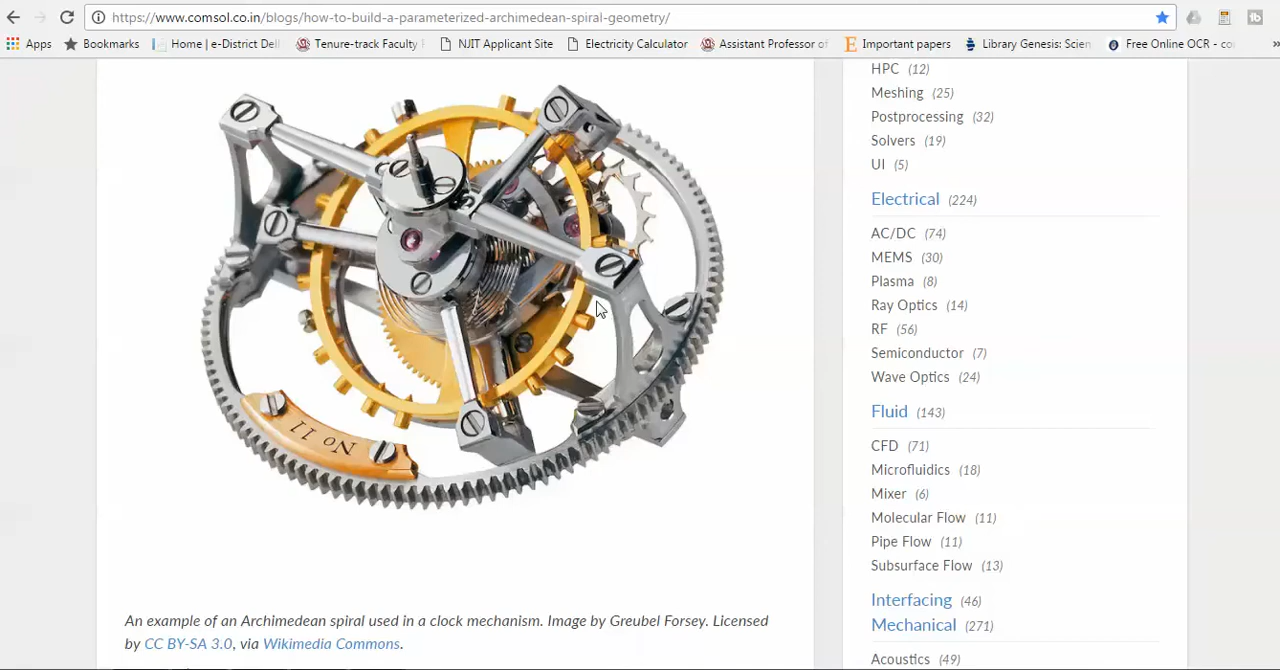 https://www.comsol.co.in/blogs/how-to-build-a-parameterized-archimedean-spiral-geometry/
Apps Bookmarks Home | e-District Del Tenure-track Faculty NJIT Applicant Site Electricity Calculator Assistant Professor of Important papers Library Genesis: Scien Free Online OCR - co »
No 11
An example of an Archimedean spiral used in a clock mechanism. Image by Greubel Forsey. Licensed
by CC BY-SA 3.0, via Wikimedia Commons.
HPC (12)
Meshing (25)
Postprocessing (32)
Solvers (19)
UI (5)
Electrical (224)
AC/DC (74)
MEMS (30)
Plasma (8)
Ray Optics (14)
RF (56)
Semiconductor (7)
Wave Optics (24)
Fluid (143)
CFD (71)
Microfluidics (18)
Mixer (6)
Molecular Flow (11)
Pipe Flow (11)
Subsurface Flow (13)
Interfacing (46)
Mechanical (271)
Acoustics (49)